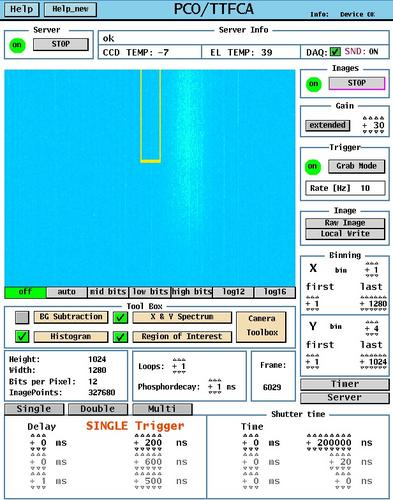 Help Help_new PCO/TTFCA Info: Device OK
Server
on STOP
Server Info
ok
CCD TEMP: -7 EL TEMP: 39 DAQ: SND: ON
Images
on STOP
Gain
extended + 30
Trigger
on Grab Mode
Rate [Hz] 10
Image
Raw Image
Local Write
Binning
X bin + 1
first last
+ 1 + 1280
Y bin + 4
first last
+ 1 + 1024
Timer
Server
off auto mid bits low bits high bits log12 log16
Tool Box
BG Subtraction X & Y Spectrum
Histogram Region of Interest
Camera
Toolbox
Height: 1024
Width: 1280
Bits per Pixel: 12
ImagePoints: 327680
Loops: + 1
Phosphordecay: + 1 ms
Frame:
6029
Single Double Multi
Shutter time
Delay SINGLE Trigger Time
+ 0 ms + 200 ns + 0 ms + 200000 ns
+ 0 ms + 600 ns + 0 ms + 20 ns
+ 1 ms + 500 ns + 0 ms + 0 ns